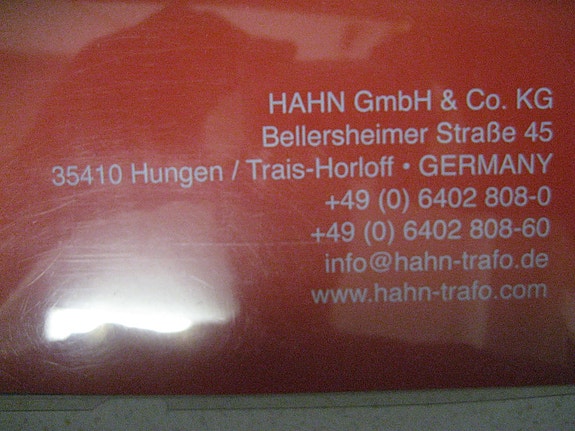 HAHN GmbH & Co. KG
Bellersheimer Straße 45
35410 Hungen / Trais-Horloff • GERMANY
+49 (0) 6402 808-0
+49 (0) 6402 808-60
info@hahn-trafo.de
www.hahn-trafo.com